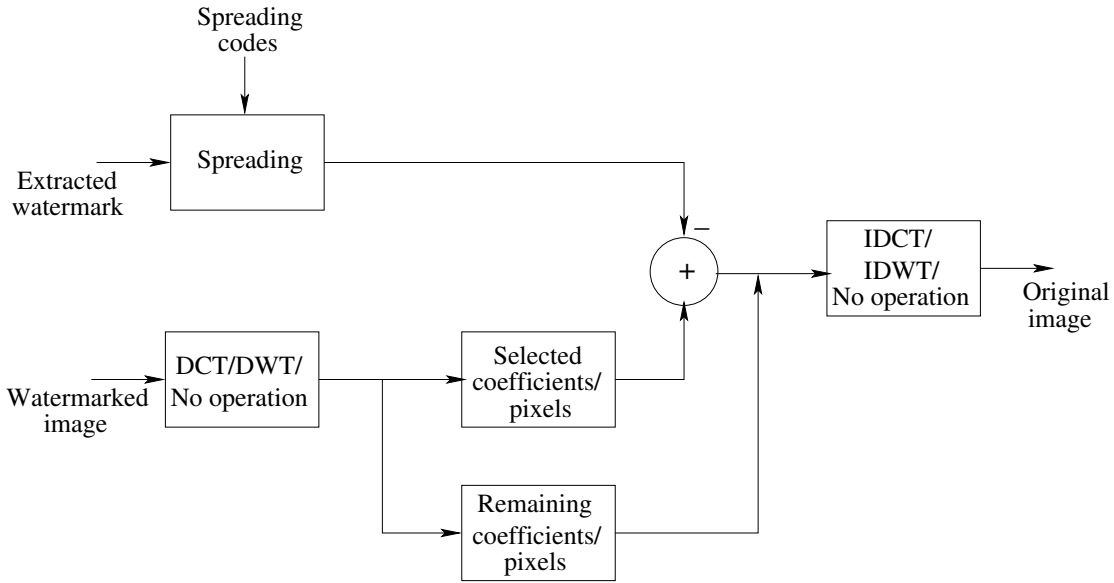 Spreading
codes
Spreading
Extracted
watermark
−
+
IDCT/
IDWT/
No operation
Original
image
DCT/DWT/
No operation
Watermarked
image
Selected
coefficients/
pixels
Remaining
coefficients/
pixels